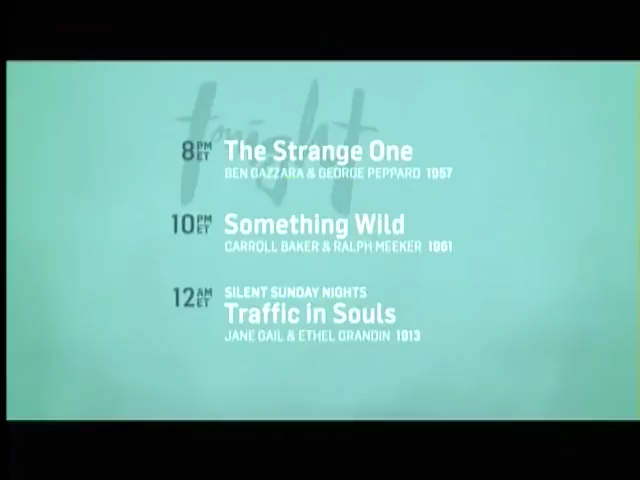 tonight
8 PM ET The Strange One
BEN GAZZARA & GEORGE PEPPARD 1957
10 PM ET Something Wild
CARROLL BAKER & RALPH MEEKER 1961
12 AM ET SILENT SUNDAY NIGHTS
Traffic in Souls
JANE GAIL & ETHEL GRANDIN 1913